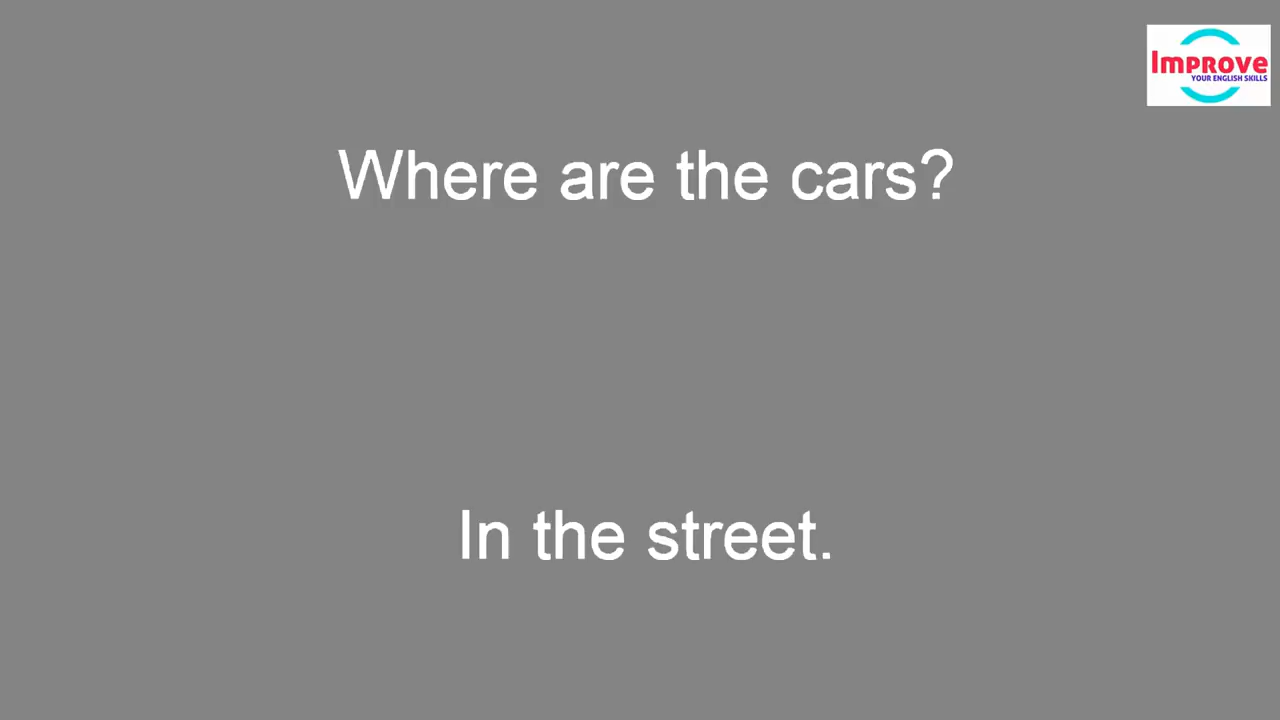 Improve
YOUR ENGLISH SKILLS
Where are the cars?
In the street.